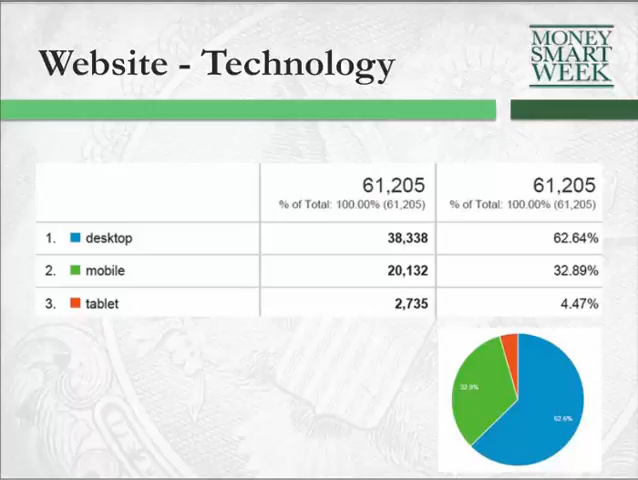 Website - Technology
MONEY
SMART
WEEK
61,205 61,205
% of Total: 100.00% (61,205) % of Total: 100.00% (61,205)
1. desktop 38,338 62.64%
2. mobile 20,132 32.89%
3. tablet 2,735 4.47%
32.9%
62.6%